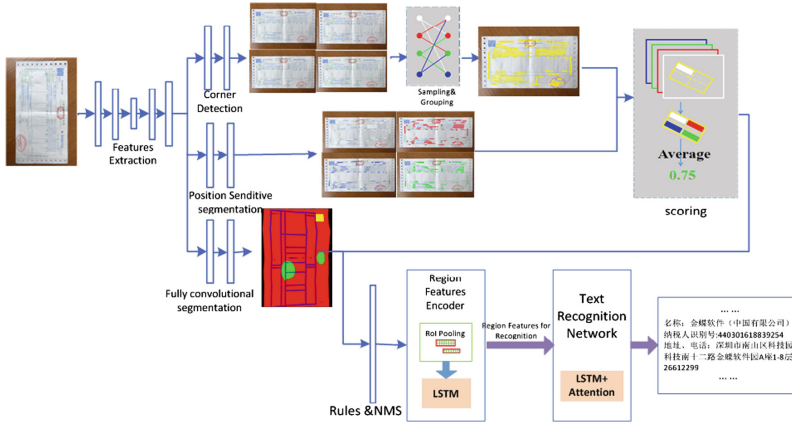 Features
Extraction
Corner
Detection
Sampling&
Grouping
Position Senditive
segmentation
Fully convolutional
segmentation
Average
0.75
scoring
Rules &NMS
Region
Features
Encoder
RoI Pooling
LSTM
Region Features for
Recognition
Text
Recognition
Network
LSTM+
Attention
... ...
名称：金蝶软件（中国有限公司）
纳税人识别号:440301618839254
地址、电话：深圳市南山区科技园
科技南十二路金蝶软件园A座1-8层
26612299
... ...